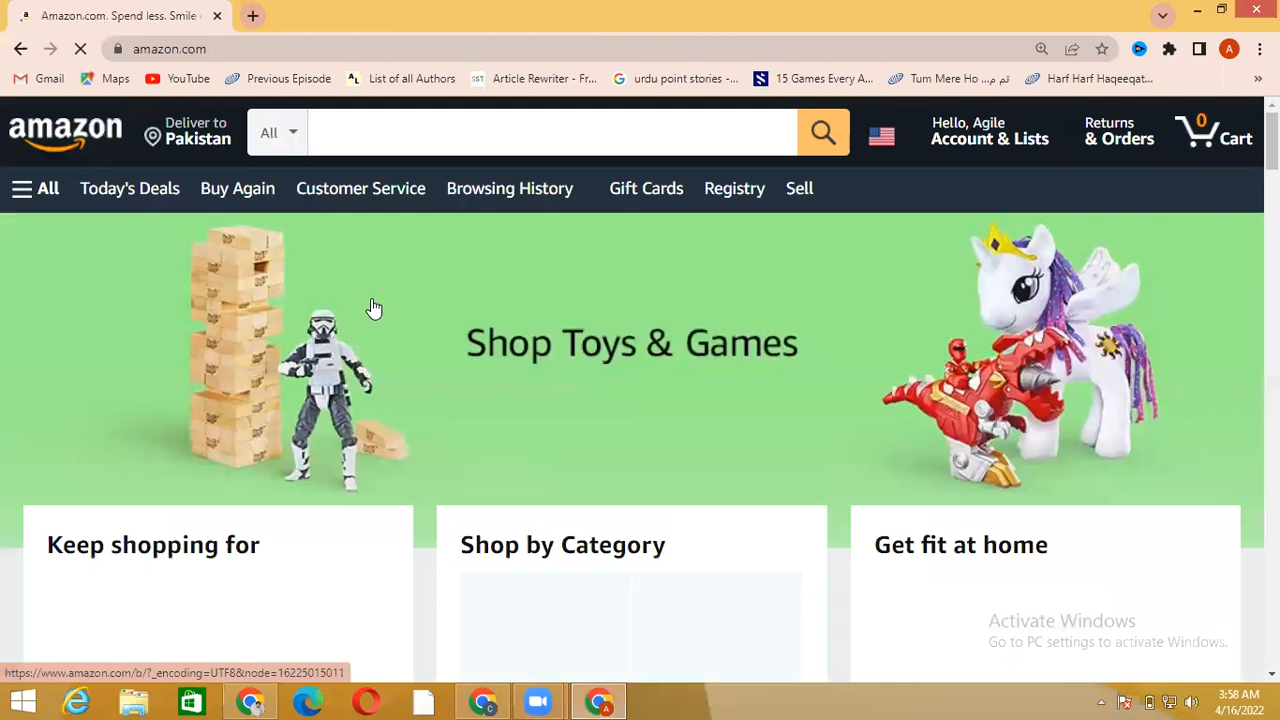 Amazon.com. Spend less. Smile
amazon.com
A
Gmail Maps YouTube Previous Episode List of all Authors Article Rewriter - Fr... urdu point stories -... 15 Games Every A... Tum Mere Ho ...تم م Harf Harf Haqeeqat...
amazon
Deliver to
Pakistan
All
Hello, Agile
Account & Lists
Returns
& Orders
0
Cart
All Today's Deals Buy Again Customer Service Browsing History Gift Cards Registry Sell
Shop Toys & Games
Keep shopping for
Shop by Category
Get fit at home
Activate Windows
Go to PC settings to activate Windows.
https://www.amazon.com/b/?_encoding=UTF8&node=16225015011
3:58 AM
4/16/2022